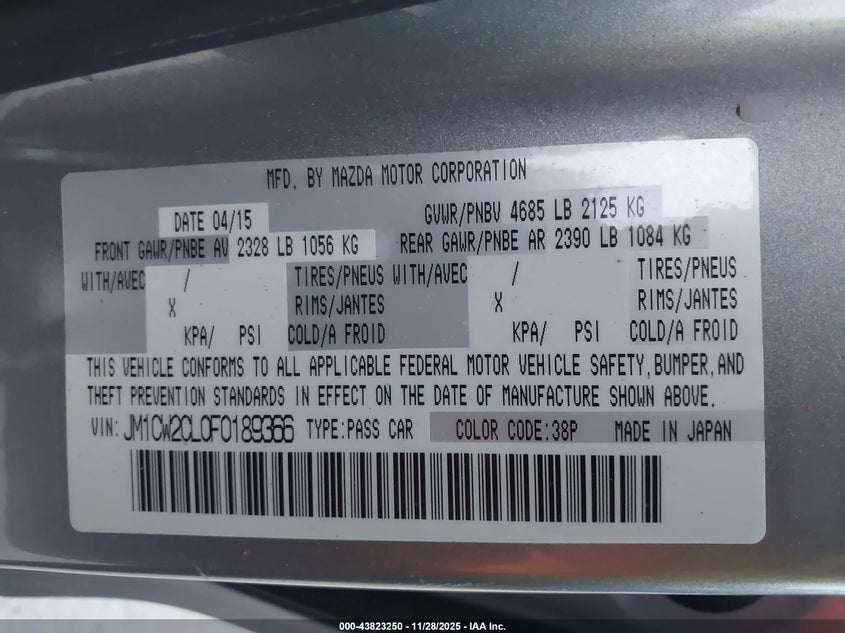 MFD. BY MAZDA MOTOR CORPORATION
DATE 04/15 GVWR/PNBV 4685 LB 2125 KG
FRONT GAWR/PNBE AV 2328 LB 1056 KG REAR GAWR/PNBE AR 2390 LB 1084 KG
WITH/AVEC / TIRES/PNEUS WITH/AVEC / TIRES/PNEUS
X RIMS/JANTES X RIMS/JANTES
KPA/ PSI COLD/A FROID KPA/ PSI COLD/A FROID
THIS VEHICLE CONFORMS TO ALL APPLICABLE FEDERAL MOTOR VEHICLE SAFETY, BUMPER, AND
THEFT PREVENTION STANDARDS IN EFFECT ON THE DATE OF MANUFACTURE SHOWN ABOVE.
VIN: JM1CW2CL0F0189366 TYPE:PASS CAR COLOR CODE:38P MADE IN JAPAN
000-43823250 | 11/28/2025 - IAA Inc.